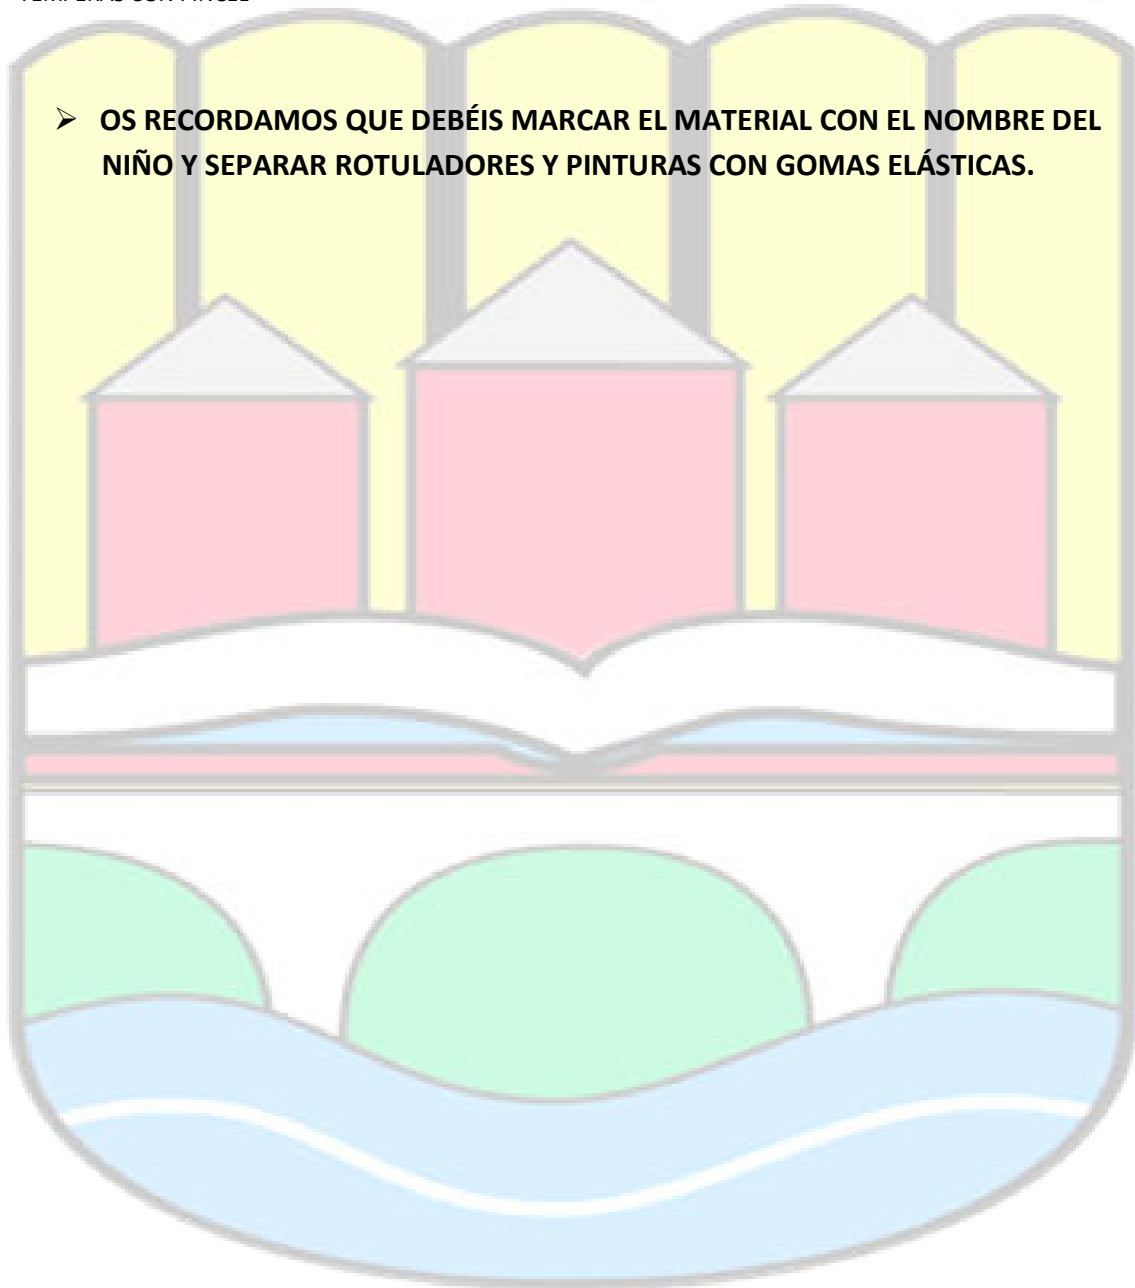 ➢ OS RECORDAMOS QUE DEBÉIS MARCAR EL MATERIAL CON EL NOMBRE DEL
NIÑO Y SEPARAR ROTULADORES Y PINTURAS CON GOMAS ELÁSTICAS.